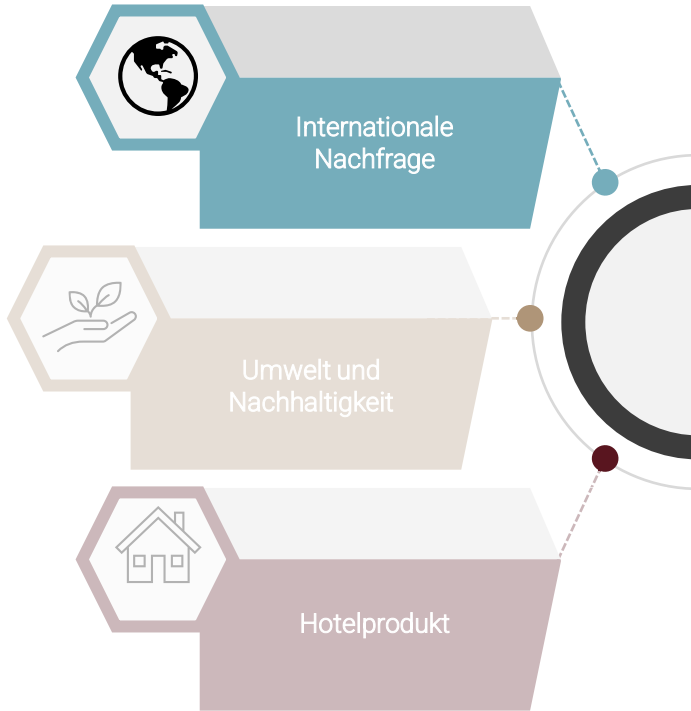 Internationale
Nachfrage
Umwelt und
Nachhaltigkeit
Hotelprodukt